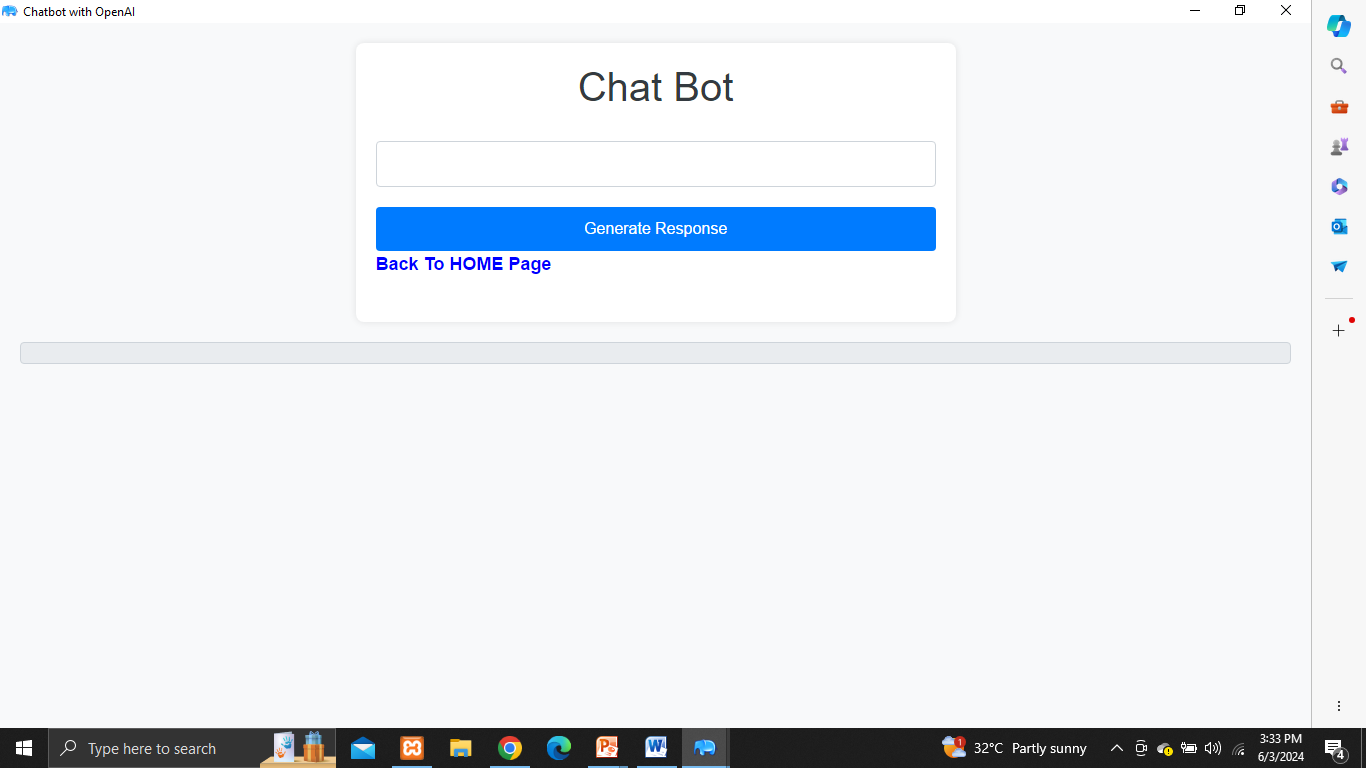 Chatbot with OpenAI
Chat Bot
Generate Response
Back To HOME Page
Type here to search
1
32°C Partly sunny
3:33 PM
6/3/2024
4